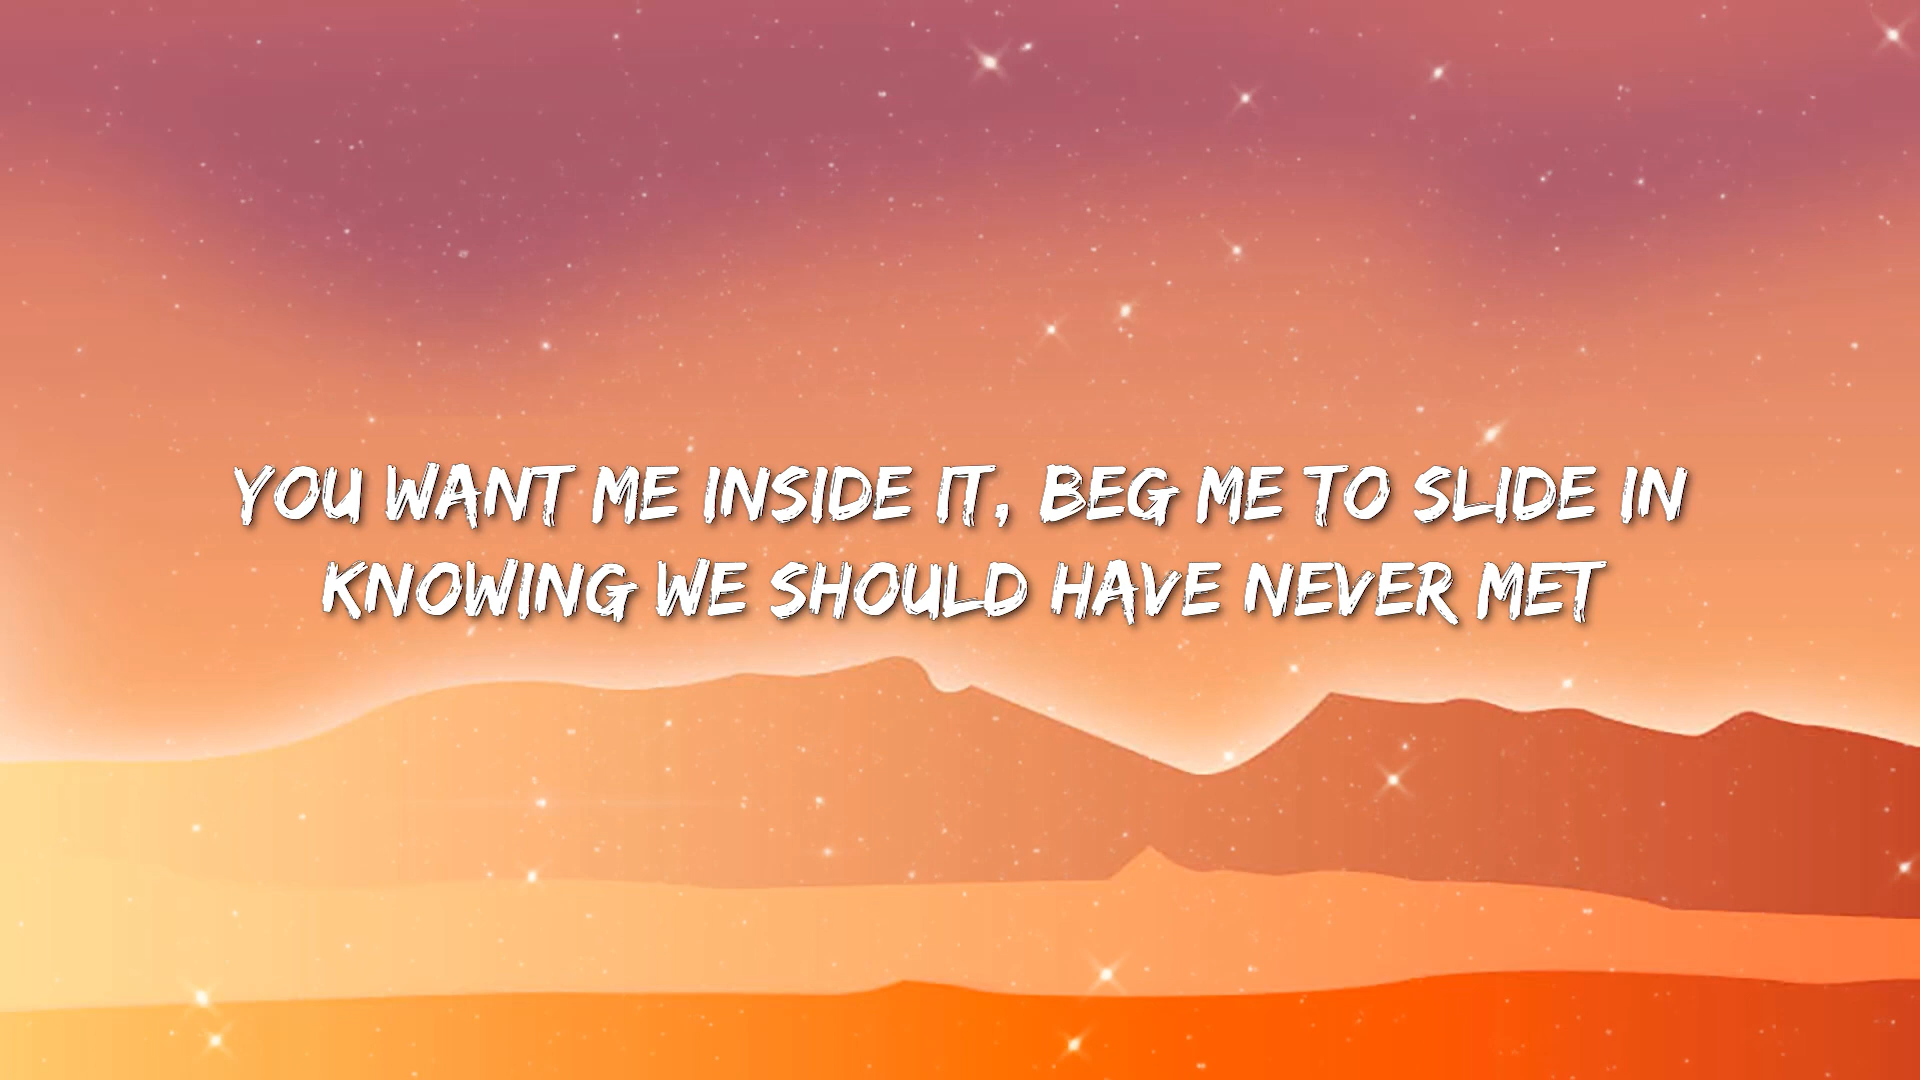 YOU WANT ME INSIDE IT, BEG ME TO SLIDE IN
KNOWING WE SHOULD HAVE NEVER MET